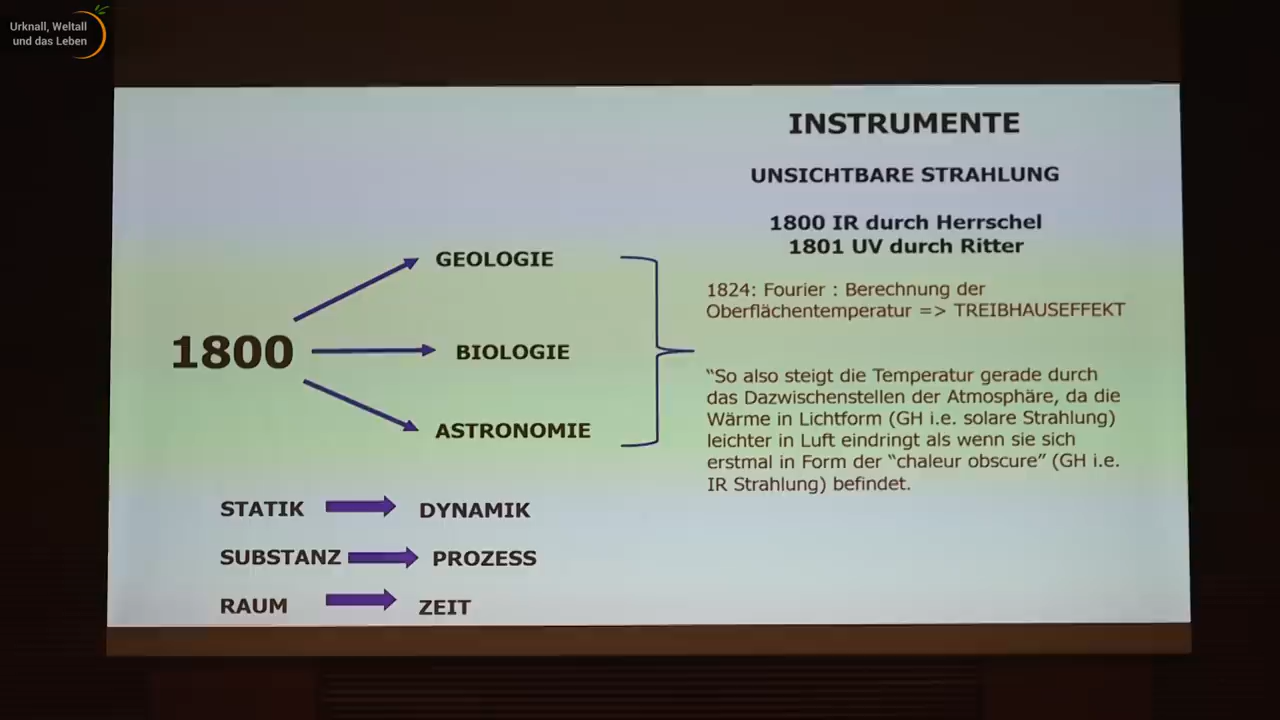 Urknall, Weltall
und das Leben
INSTRUMENTE
UNSICHTBARE STRAHLUNG
1800 IR durch Herrschel
1801 UV durch Ritter
GEOLOGIE
1800
BIOLOGIE
ASTRONOMIE
1824: Fourier : Berechnung der
Oberflächentemperatur => TREIBHAUSEFFEKT
“So also steigt die Temperatur gerade durch
das Dazwischenstellen der Atmosphäre, da die
Wärme in Lichtform (GH i.e. solare Strahlung)
leichter in Luft eindringt als wenn sie sich
erstmal in Form der “chaleur obscure” (GH i.e.
IR Strahlung) befindet.
STATIK DYNAMIK
SUBSTANZ PROZESS
RAUM ZEIT